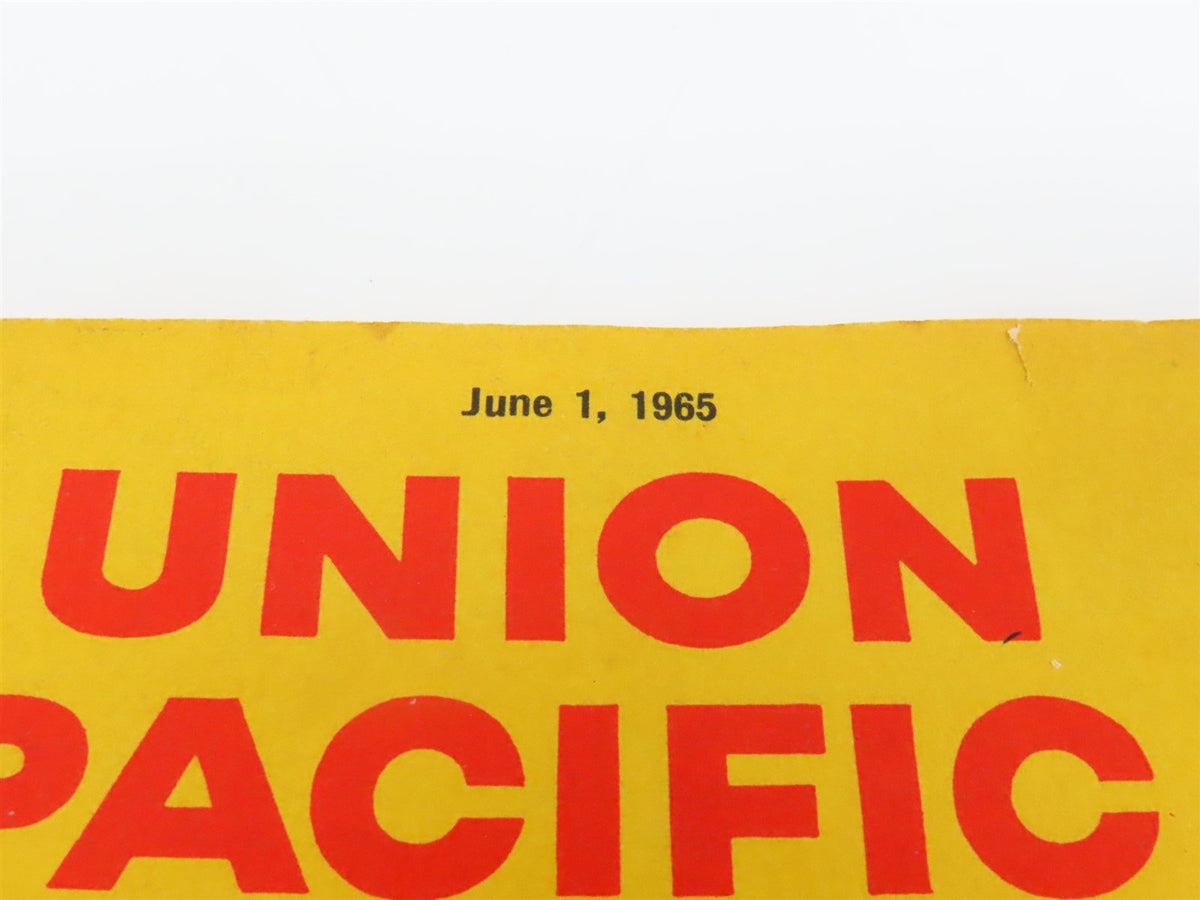 June 1, 1965
UNION
PACIFIC